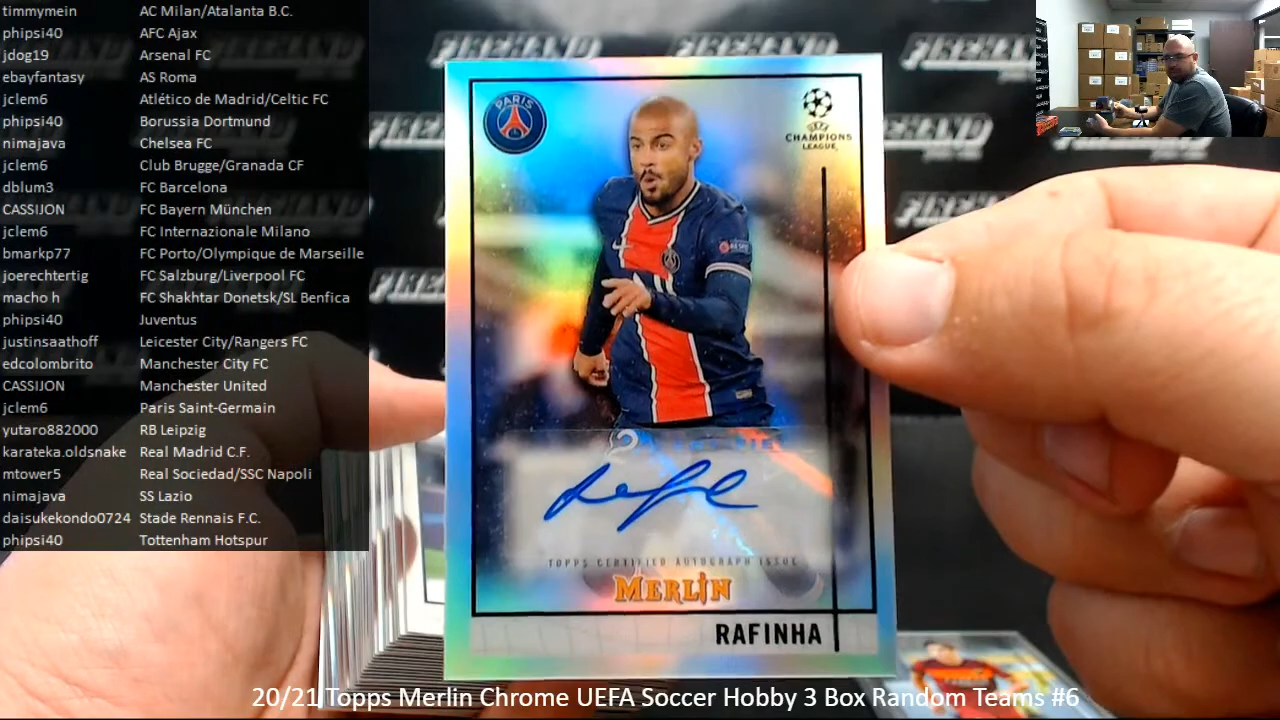 timmymein AC Milan/Atalanta B.C.
phipsi40 AFC Ajax
jdog19 Arsenal FC
ebayfantasy AS Roma
jclem6 Atlético de Madrid/Celtic FC
phipsi40 Borussia Dortmund
nimajava Chelsea FC
jclem6 Club Brugge/Granada CF
dblum3 FC Barcelona
CASSIJON FC Bayern München
jclem6 FC Internazionale Milano
bmarkp77 FC Porto/Olympique de Marseille
joerechtertig FC Salzburg/Liverpool FC
macho h FC Shakhtar Donetsk/SL Benfica
phipsi40 Juventus
justinsaathoff Leicester City/Rangers FC
edcolombrito Manchester City FC
CASSIJON Manchester United
jclem6 Paris Saint-Germain
yutaro882000 RB Leipzig
karateka.oldsnake Real Madrid C.F.
mtower5 Real Sociedad/SSC Napoli
nimajava SS Lazio
daisukekondo0724 Stade Rennais F.C.
phipsi40 Tottenham Hotspur
FIREHAND FIREHAND FIREHAND
PARIS
UEFA
CHAMPIONS
LEAGUE
TOPPS CERTIFIED AUTOGRAPH ISSUE
MERLIN
RAFINHA
20/21 Topps Merlin Chrome UEFA Soccer Hobby 3 Box Random Teams #6